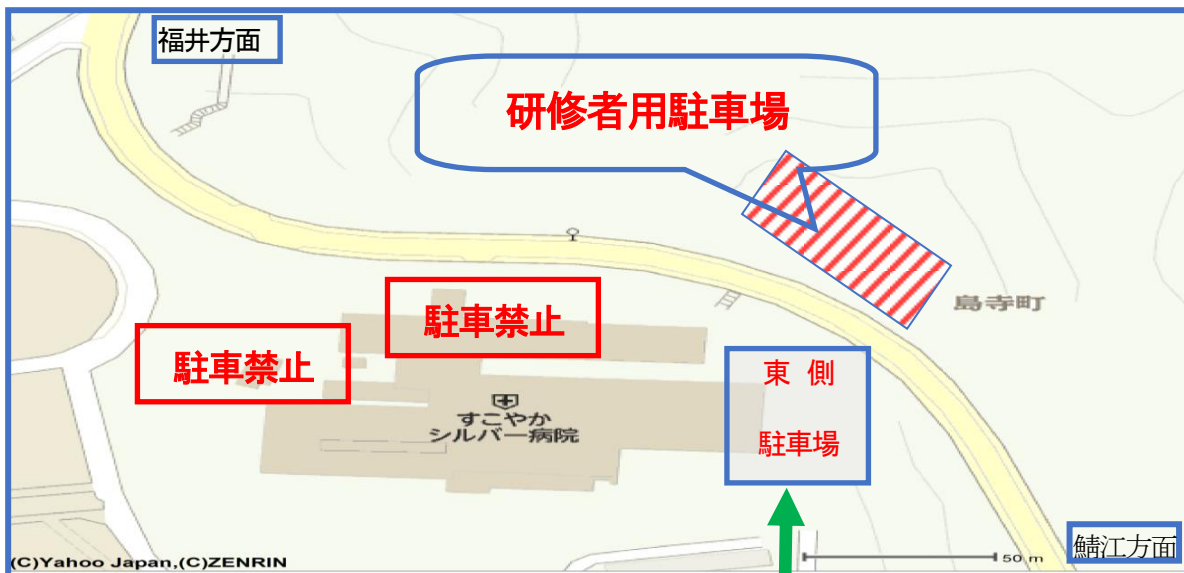 福井方面
研修者用駐車場
島寺町
駐車禁止
駐車禁止
東 側
駐車場
すこやか
シルバー病院
50 m
鯖江方面
(C)Yahoo Japan,(C)ZENRIN